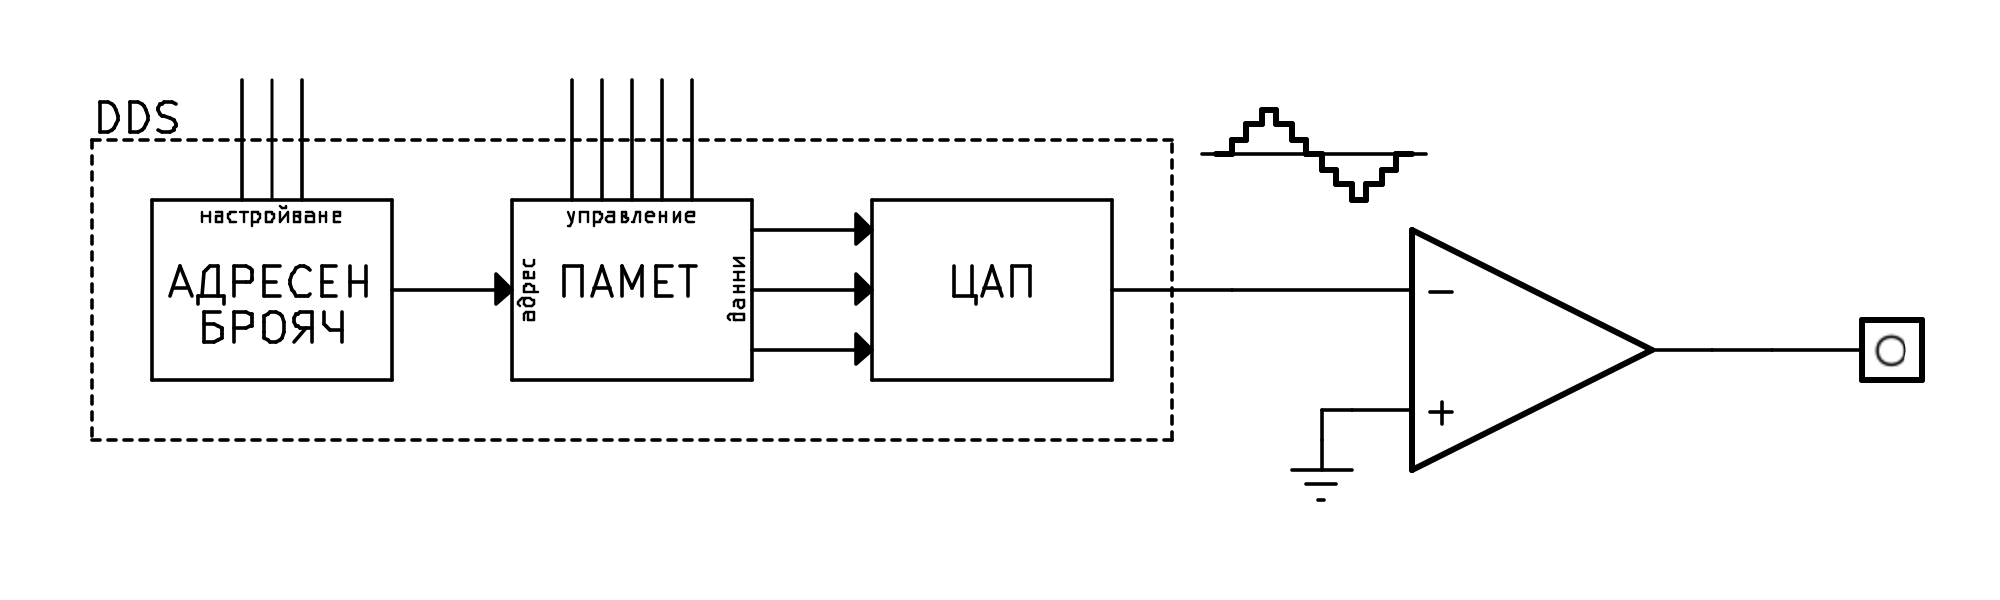 DDS
настройване
АДРЕСЕН
БРОЯЧ
управление
адрес
ПАМЕТ
данни
ЦАП
−
+